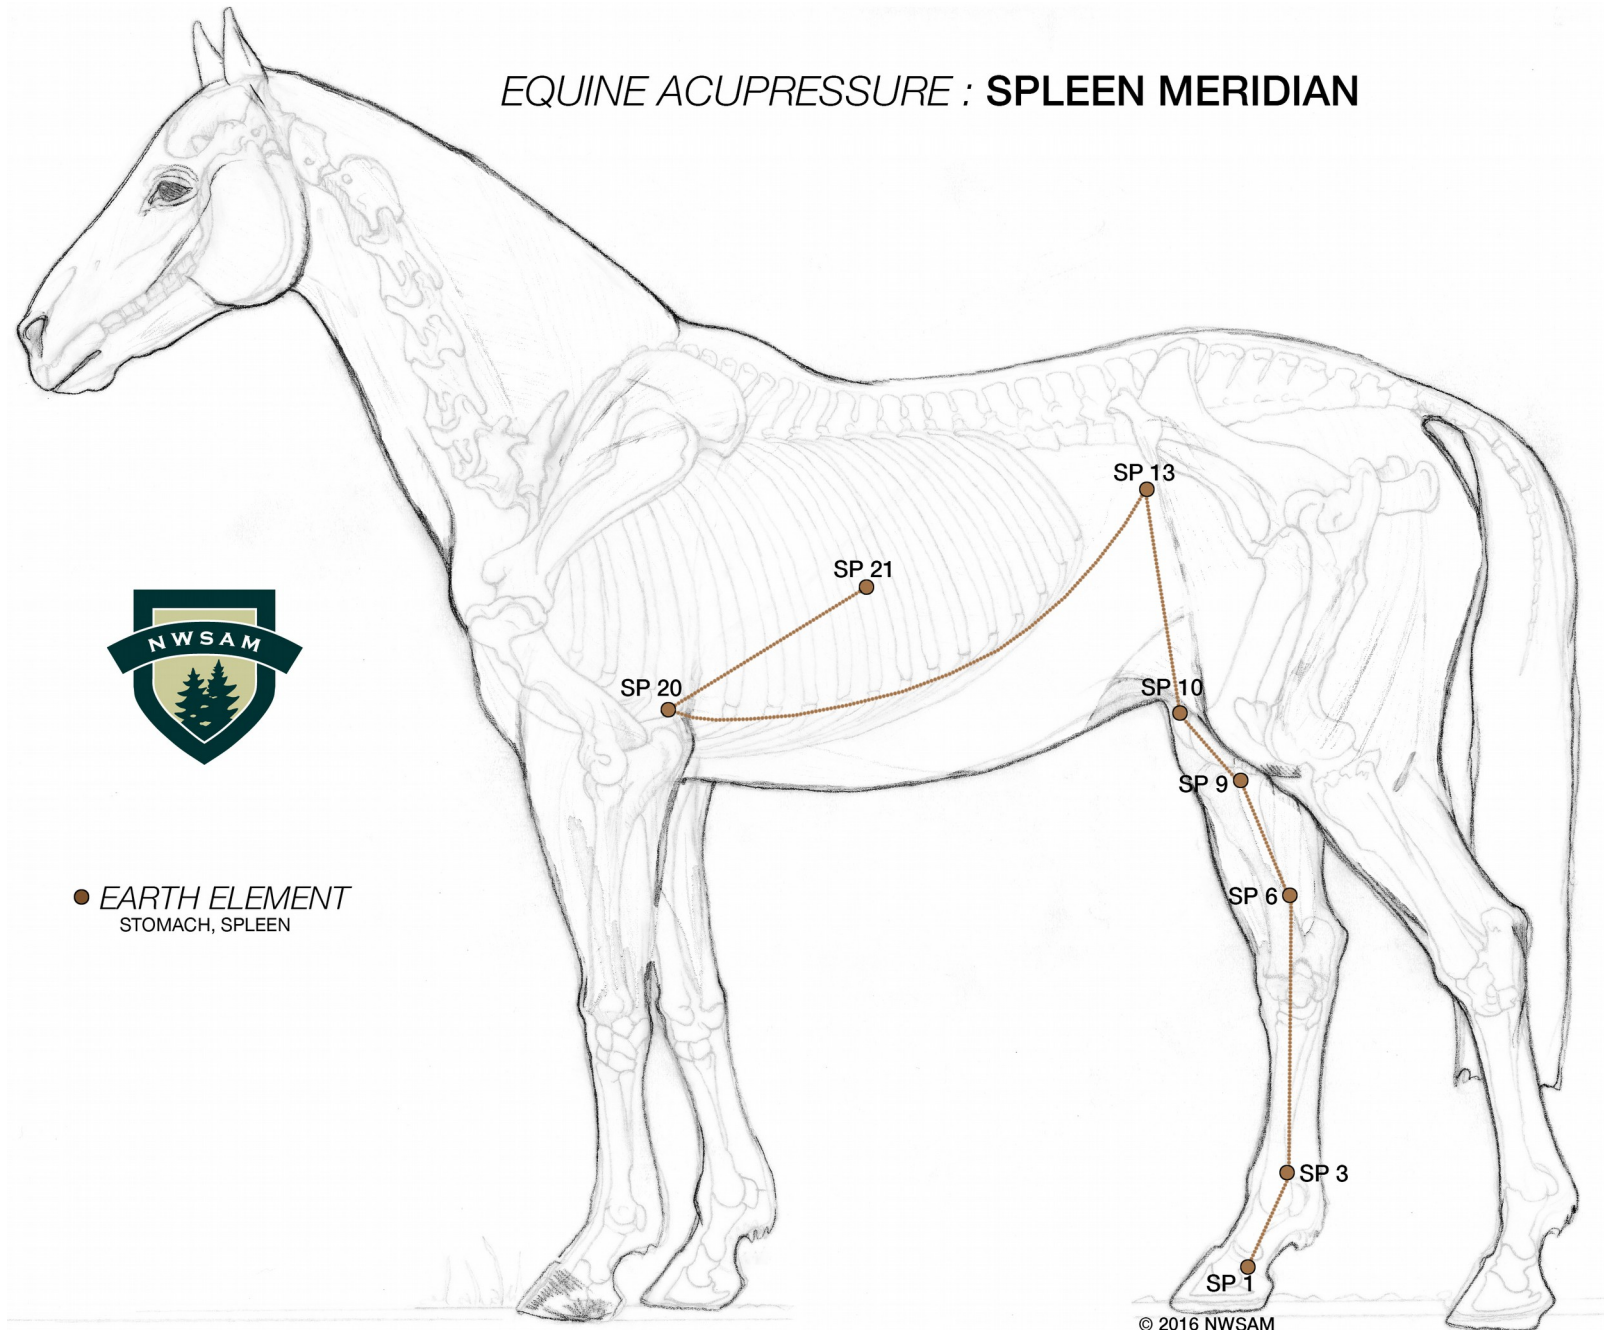 EQUINE ACUPRESSURE : SPLEEN MERIDIAN
SP 13
SP 21
SP 20
SP 10
SP 9
SP 6
SP 3
SP 1
NWSAM
EARTH ELEMENT
STOMACH, SPLEEN
© 2016 NWSAM